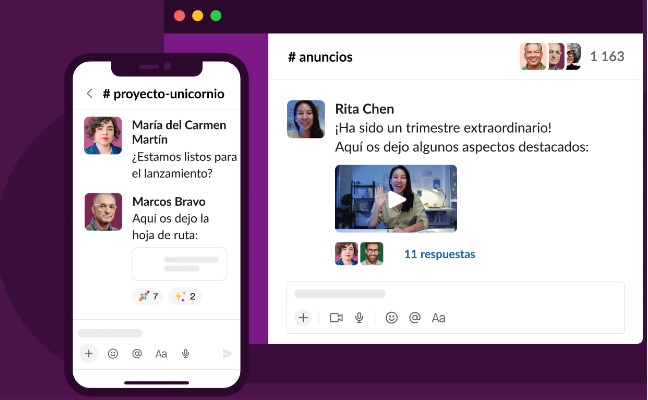 # proyecto-unicornio
María del Carmen
Martín
¿Estamos listos para
el lanzamiento?
Marcos Bravo
Aquí os dejo la
hoja de ruta:
7
2
Aa
# anuncios
1 163
Rita Chen
¡Ha sido un trimestre extraordinario!
Aquí os dejo algunos aspectos destacados:
11 respuestas
Aa